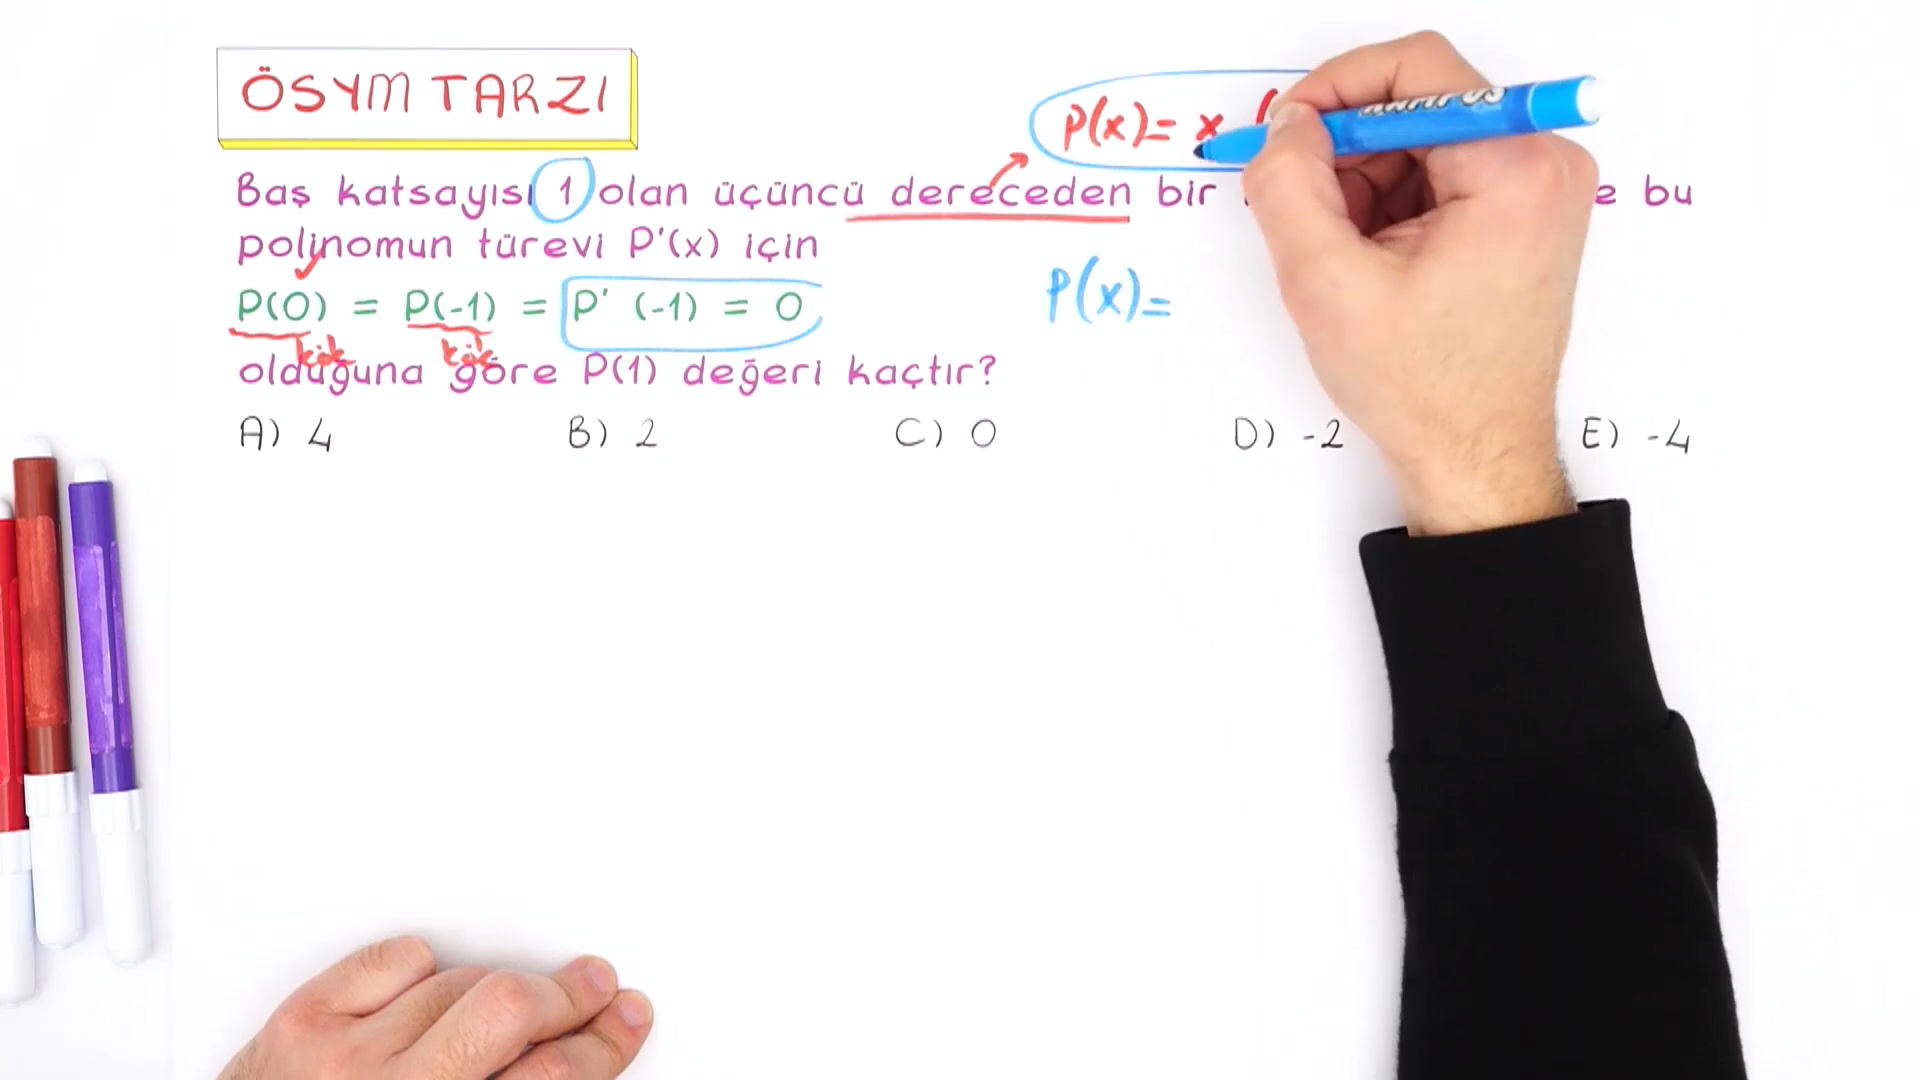 ÖSYM TARZI
P(x)= x (
Baş katsayısı 1 olan üçüncü dereceden bir e bu
polinomun türevi P'(x) için
P(x)=
P(0) = P(-1) = P' (-1) = 0
kök kök
olduğuna göre P(1) değeri kaçtır?
A) 4 B) 2 C) 0 D) -2 E) -4